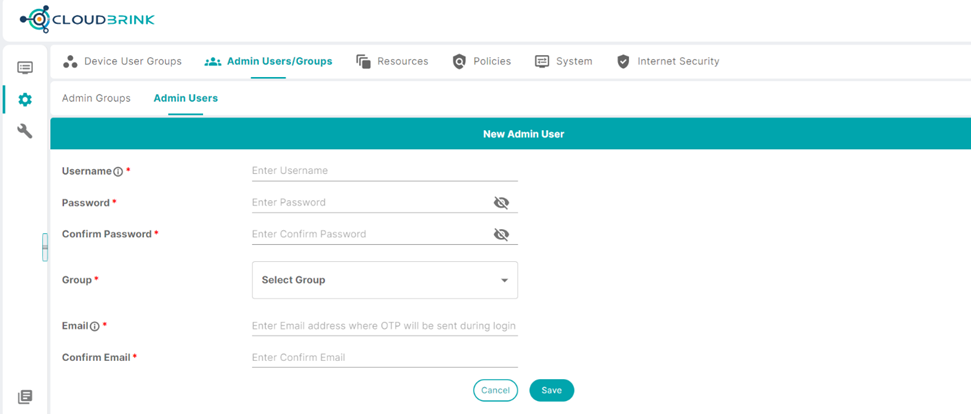 CLOUDBRINK
Device User Groups Admin Users/Groups Resources Policies System Internet Security
Admin Groups Admin Users
New Admin User
Username * Enter Username
Password * Enter Password
Confirm Password * Enter Confirm Password
Group * Select Group
Email * Enter Email address where OTP will be sent during login
Confirm Email * Enter Confirm Email
Cancel Save